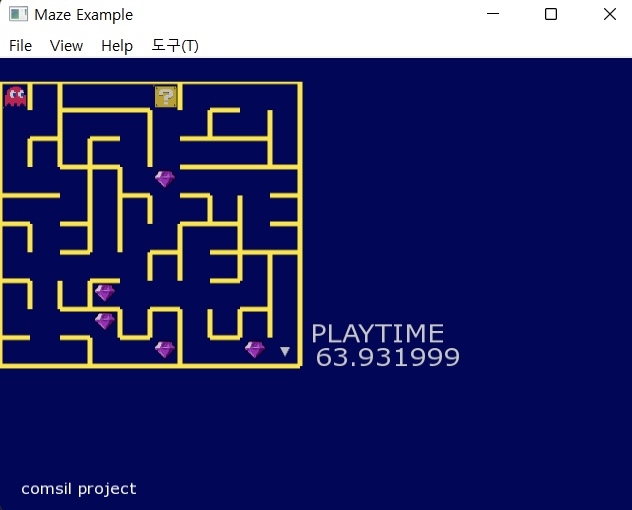 Maze Example
File View Help 도구(T)
?
PLAYTIME
63.931999
comsil project